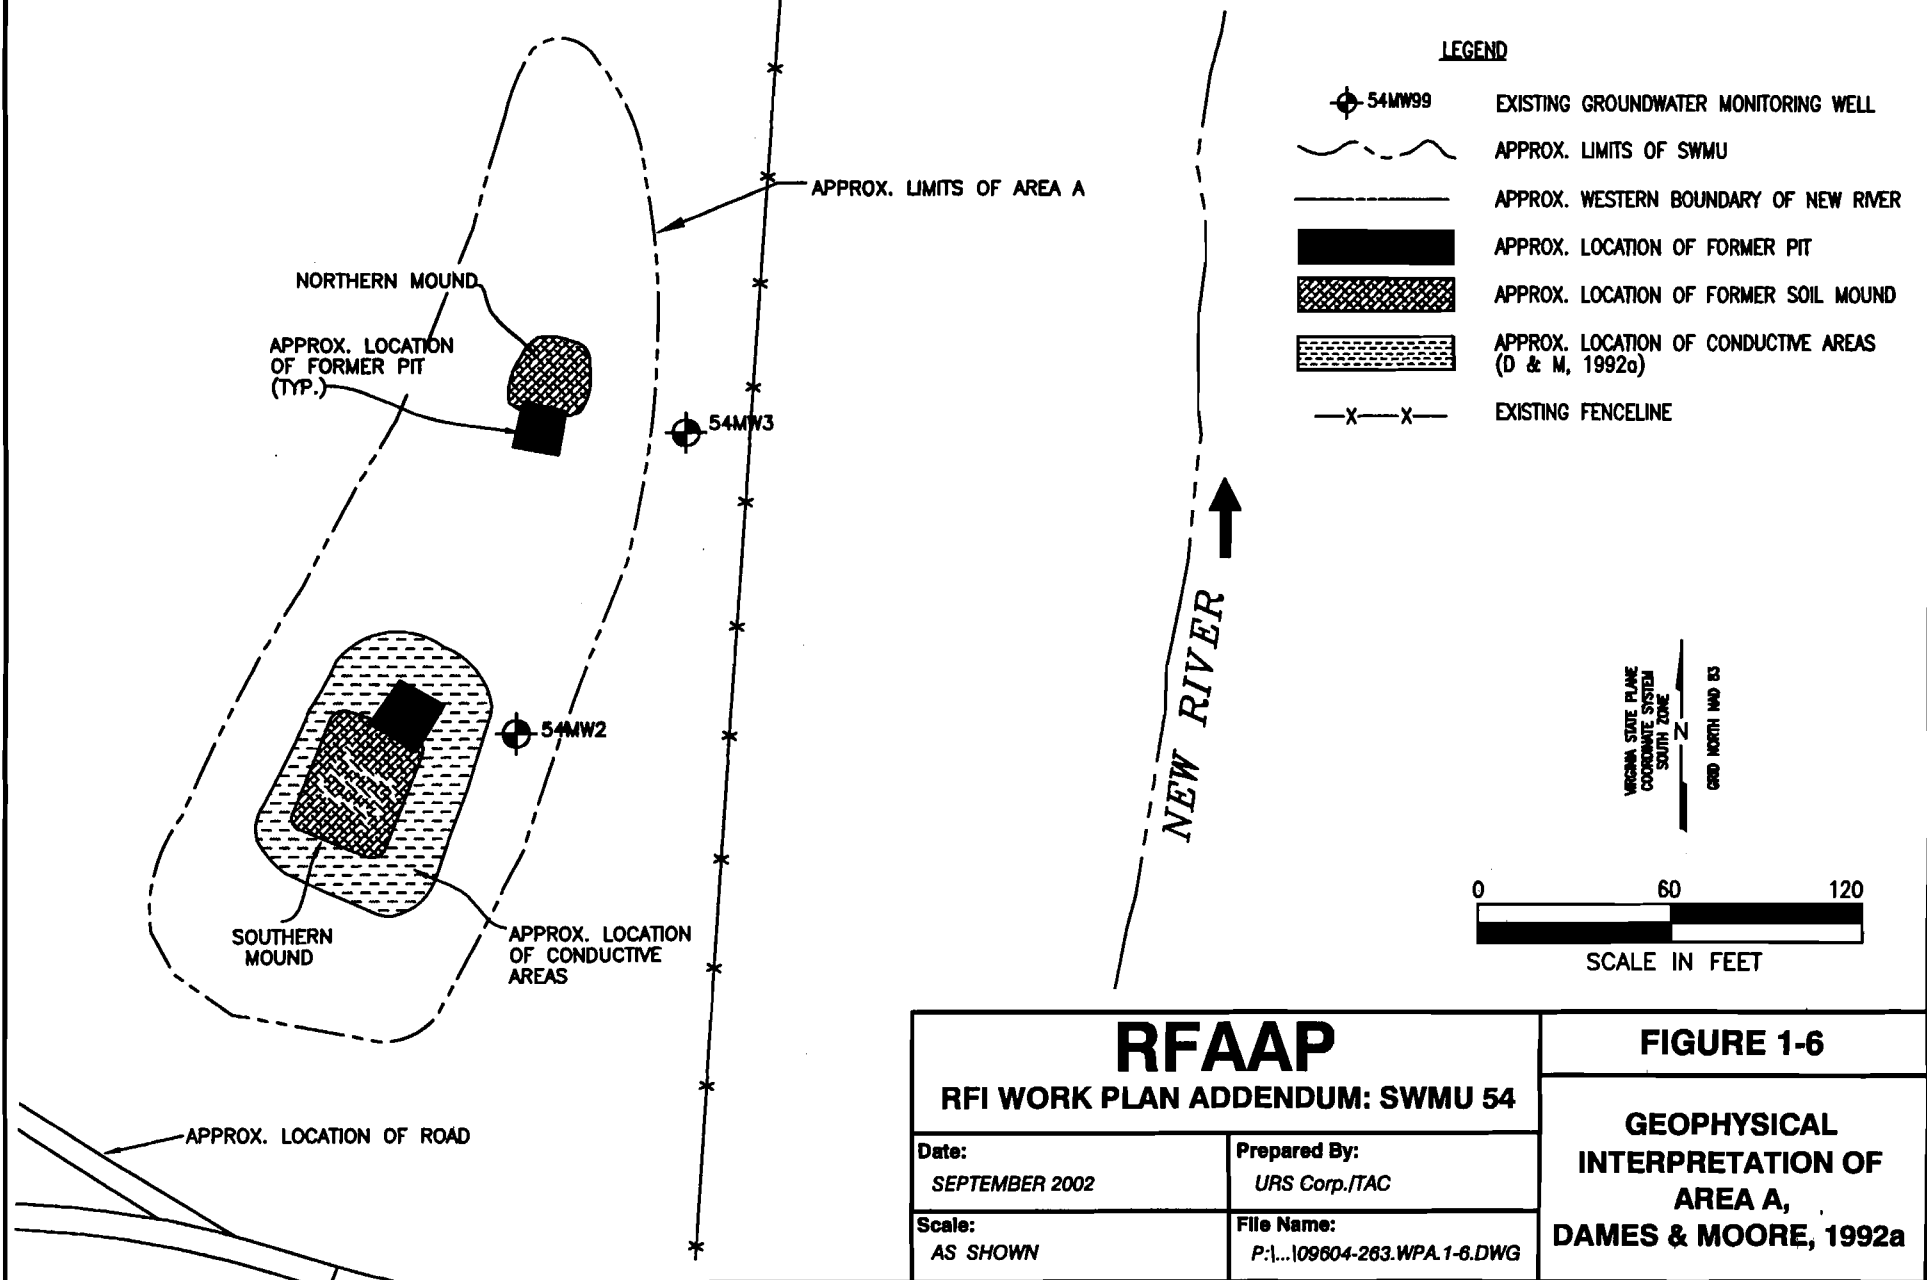 LEGEND
54MW99
EXISTING GROUNDWATER MONITORING WELL
APPROX. LIMITS OF SWMU
APPROX. WESTERN BOUNDARY OF NEW RIVER
APPROX. LOCATION OF FORMER PIT
APPROX. LOCATION OF FORMER SOIL MOUND
APPROX. LOCATION OF CONDUCTIVE AREAS
(D & M, 1992a)
X X
EXISTING FENCELINE
APPROX. LIMITS OF AREA A
NORTHERN MOUND
APPROX. LOCATION
OF FORMER PIT
(TYP.)
54MW3
54MW2
NEW RIVER
SOUTHERN
MOUND
APPROX. LOCATION
OF CONDUCTIVE
AREAS
APPROX. LOCATION OF ROAD
VIRGINIA STATE PLANE
COORDINATE SYSTEM
SOUTH ZONE
N
GRID NORTH NAD 83
0 60 120
SCALE IN FEET
RFAAP
RFI WORK PLAN ADDENDUM: SWMU 54
Date:
SEPTEMBER 2002
Prepared By:
URS Corp./TAC
Scale:
AS SHOWN
File Name:
P:\...\09604-263.WPA.1-6.DWG
FIGURE 1-6
GEOPHYSICAL
INTERPRETATION OF
AREA A,
DAMES & MOORE, 1992a